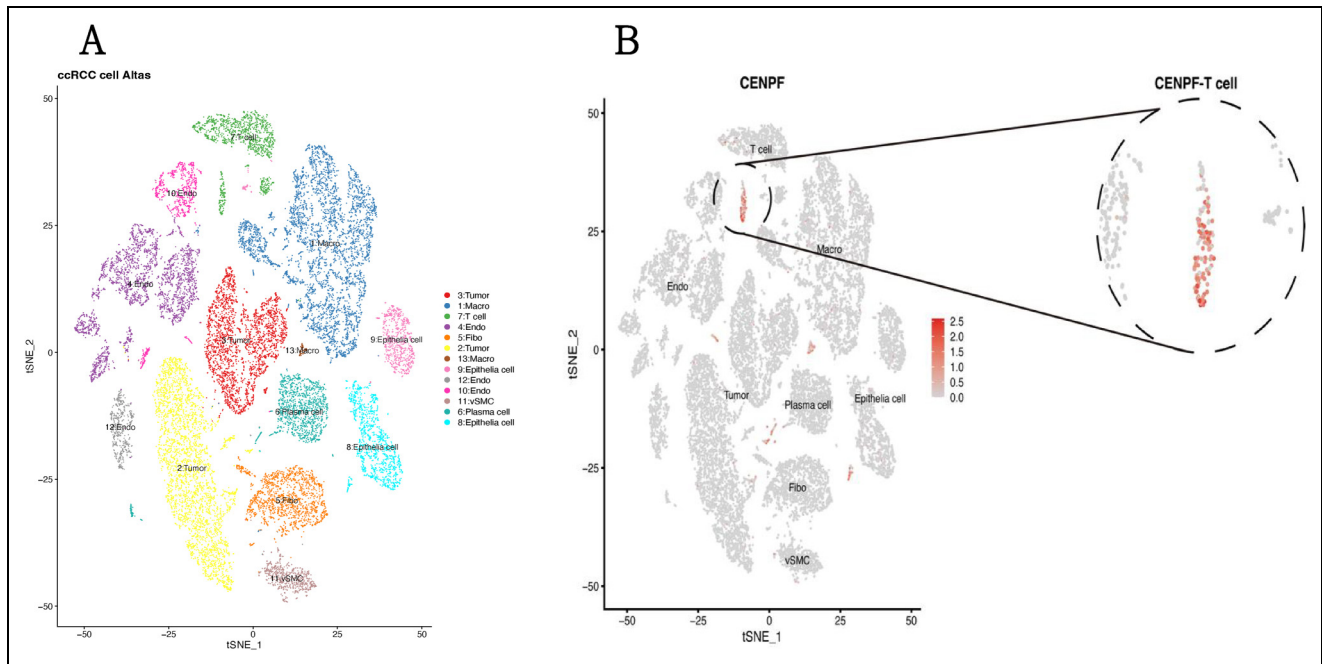 A
ccRCC cell Altas
50
25
0
−25
−50
tSNE_2
−50
−25
0
25
50
tSNE_1
7:T cell
10:Endo
1:Macro
4:Endo
3:Tumor
13:Macro
9:Epithelia cell
12:Endo
6:Plasma cell
8:Epithelia cell
2:Tumor
5:Fibo
11:vSMC
3:Tumor
1:Macro
7:T cell
4:Endo
5:Fibo
2:Tumor
13:Macro
9:Epithelia cell
12:Endo
10:Endo
11:vSMC
6:Plasma cell
8:Epithelia cell
B
CENPF
50
25
0
−25
−50
tSNE_2
−50
−25
0
25
50
tSNE_1
T cell
Macro
Endo
Tumor
Plasma cell
Epithelia cell
Fibo
vSMC
2.5
2.0
1.5
1.0
0.5
0.0
CENPF-T cell